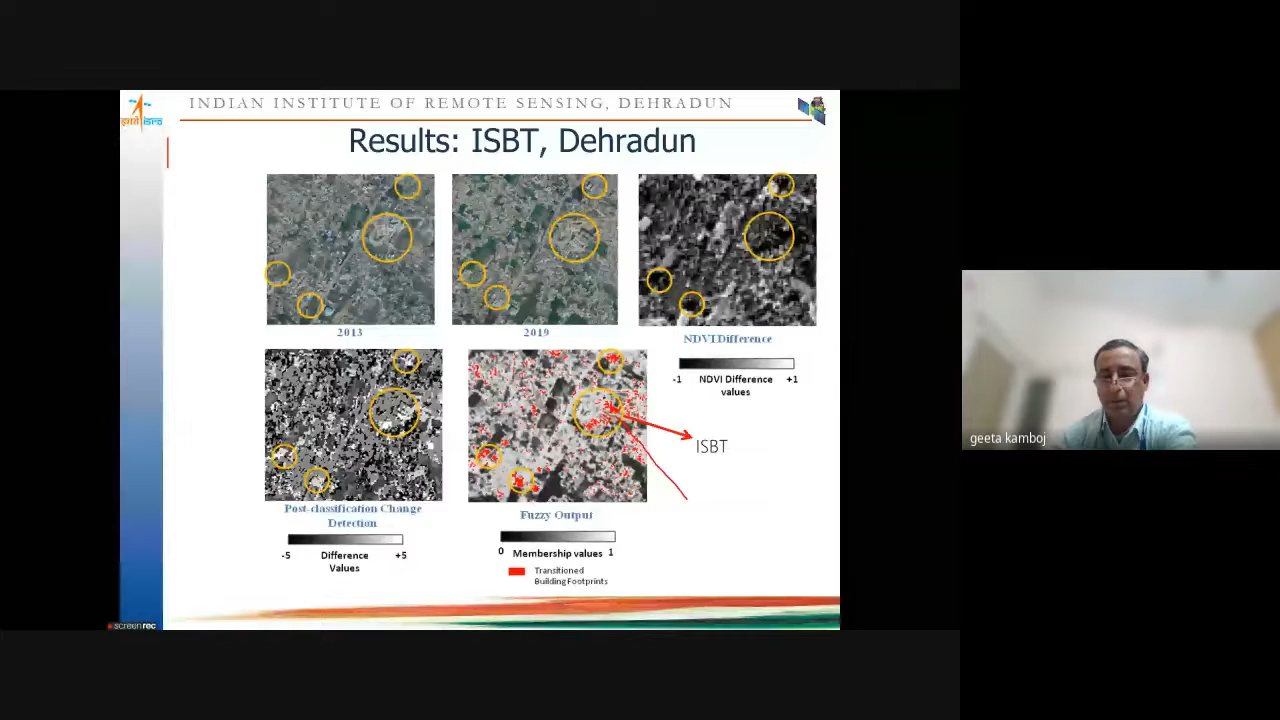 INDIAN INSTITUTE OF REMOTE SENSING, DEHRADUN
isro
Results: ISBT, Dehradun
2013
2019
NDVI Difference
-1 NDVI Difference values +1
ISBT
geeta kamboj
Post-classification Change
Detection
-5 Difference Values +5
Fuzzy Output
0 Membership values 1
Transitioned
Building Footprints
screenrec